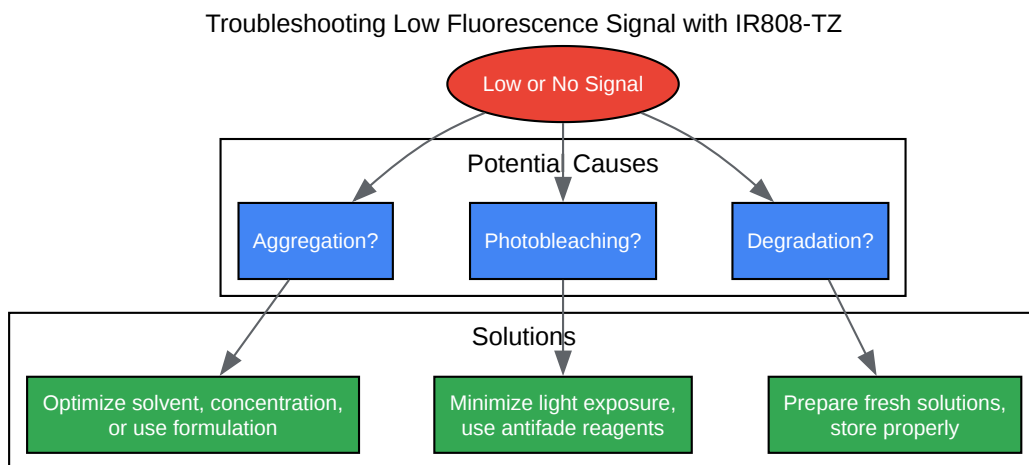 Troubleshooting Low Fluorescence Signal with IR808-TZ
Low or No Signal
Potential Causes
Aggregation?
Photobleaching?
Degradation?
Solutions
Optimize solvent, concentration,
or use formulation
Minimize light exposure,
use antifade reagents
Prepare fresh solutions,
store properly